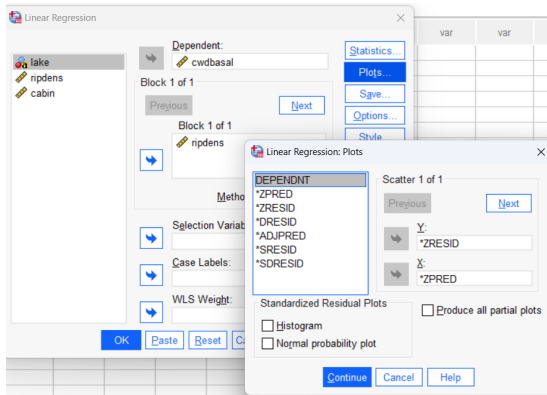 Linear Regression
var var
Dependent:
cwdbasal
lake
ripdens
cabin
Block 1 of 1
Previous Next
Block 1 of 1
ripdens
Statistics...
Plots...
Save...
Options...
Style...
Selection Variab
Case Labels:
WLS Weight:
OK Paste Reset
Linear Regression: Plots
DEPENDNT
*ZPRED
*ZRESID
*DRESID
*ADJPRED
*SRESID
*SDRESID
Scatter 1 of 1
Previous Next
Y:
*ZRESID
X:
*ZPRED
Standardized Residual Plots
Histogram
Normal probability plot
Produce all partial plots
Continue Cancel Help